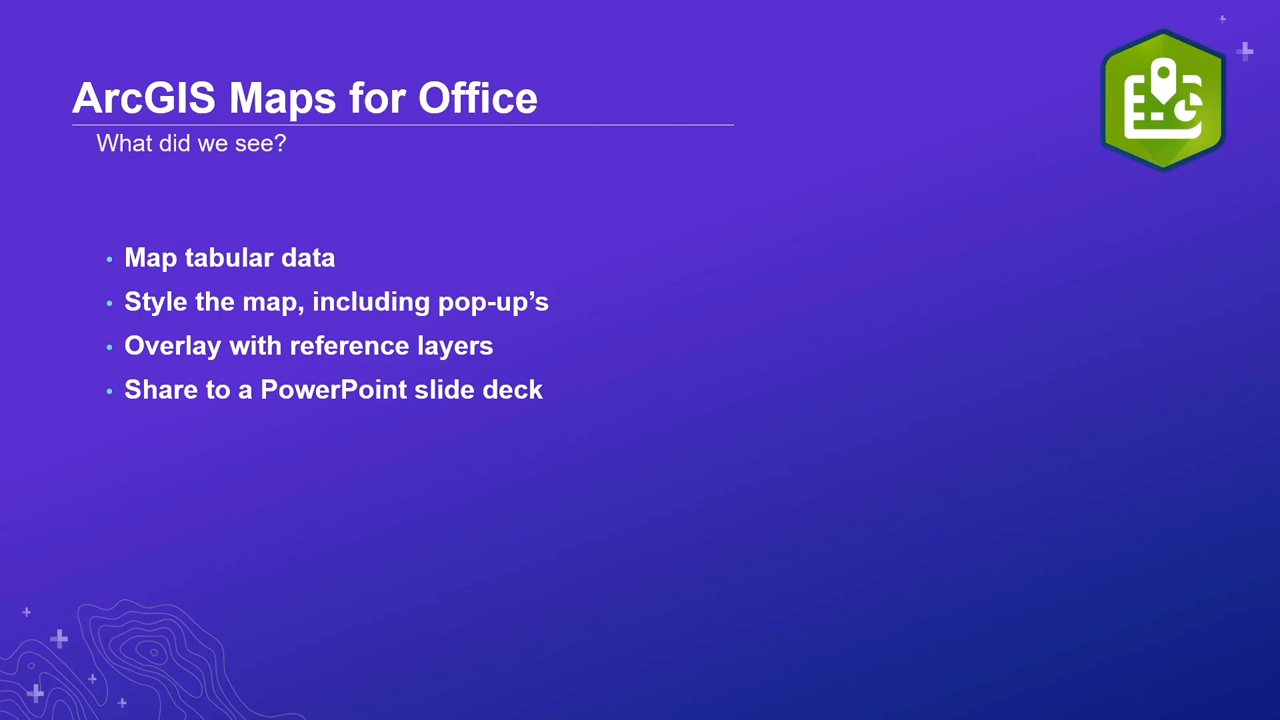 ArcGIS Maps for Office
What did we see?
• Map tabular data
• Style the map, including pop-up’s
• Overlay with reference layers
• Share to a PowerPoint slide deck